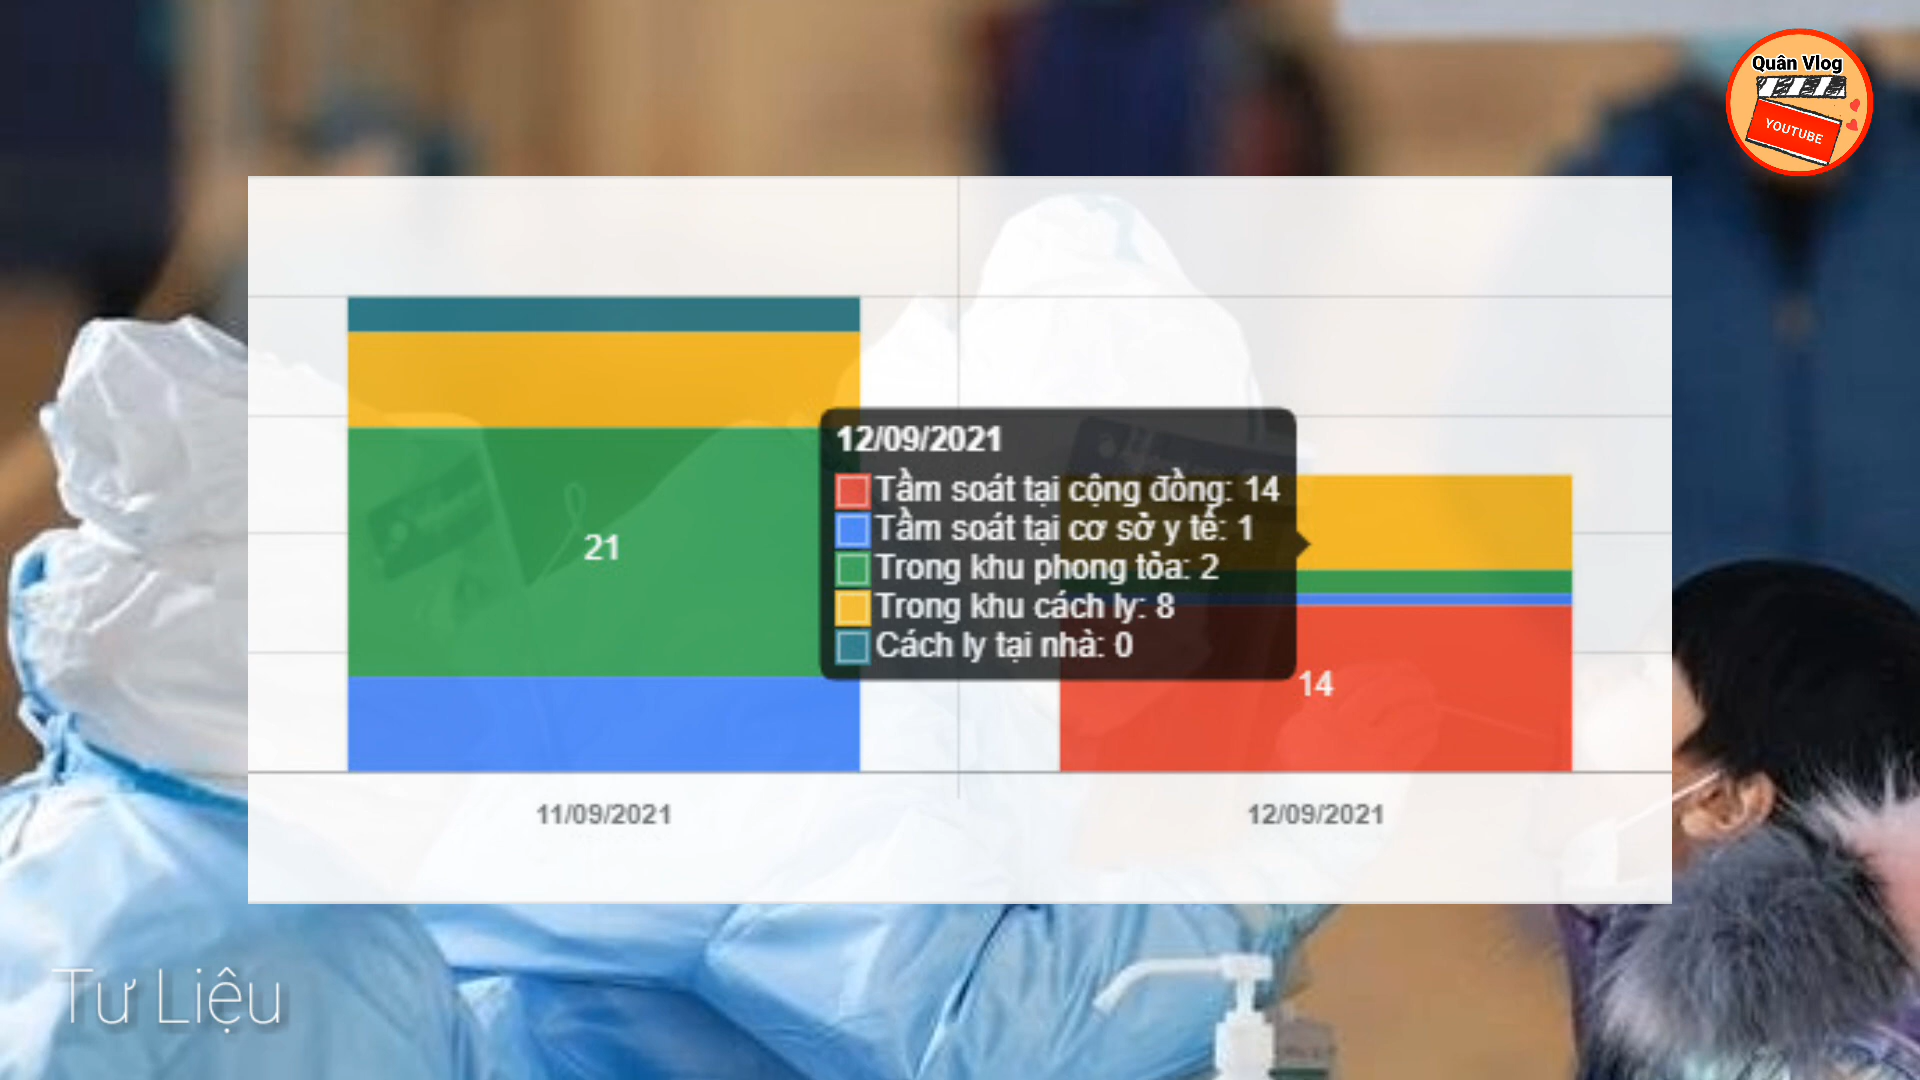 Quân Vlog
YOUTUBE
21
12/09/2021
Tầm soát tại cộng đồng: 14
Tầm soát tại cơ sở y tế: 1
Trong khu phong tỏa: 2
Trong khu cách ly: 8
Cách ly tại nhà: 0
14
11/09/2021
12/09/2021
Tư Liệu